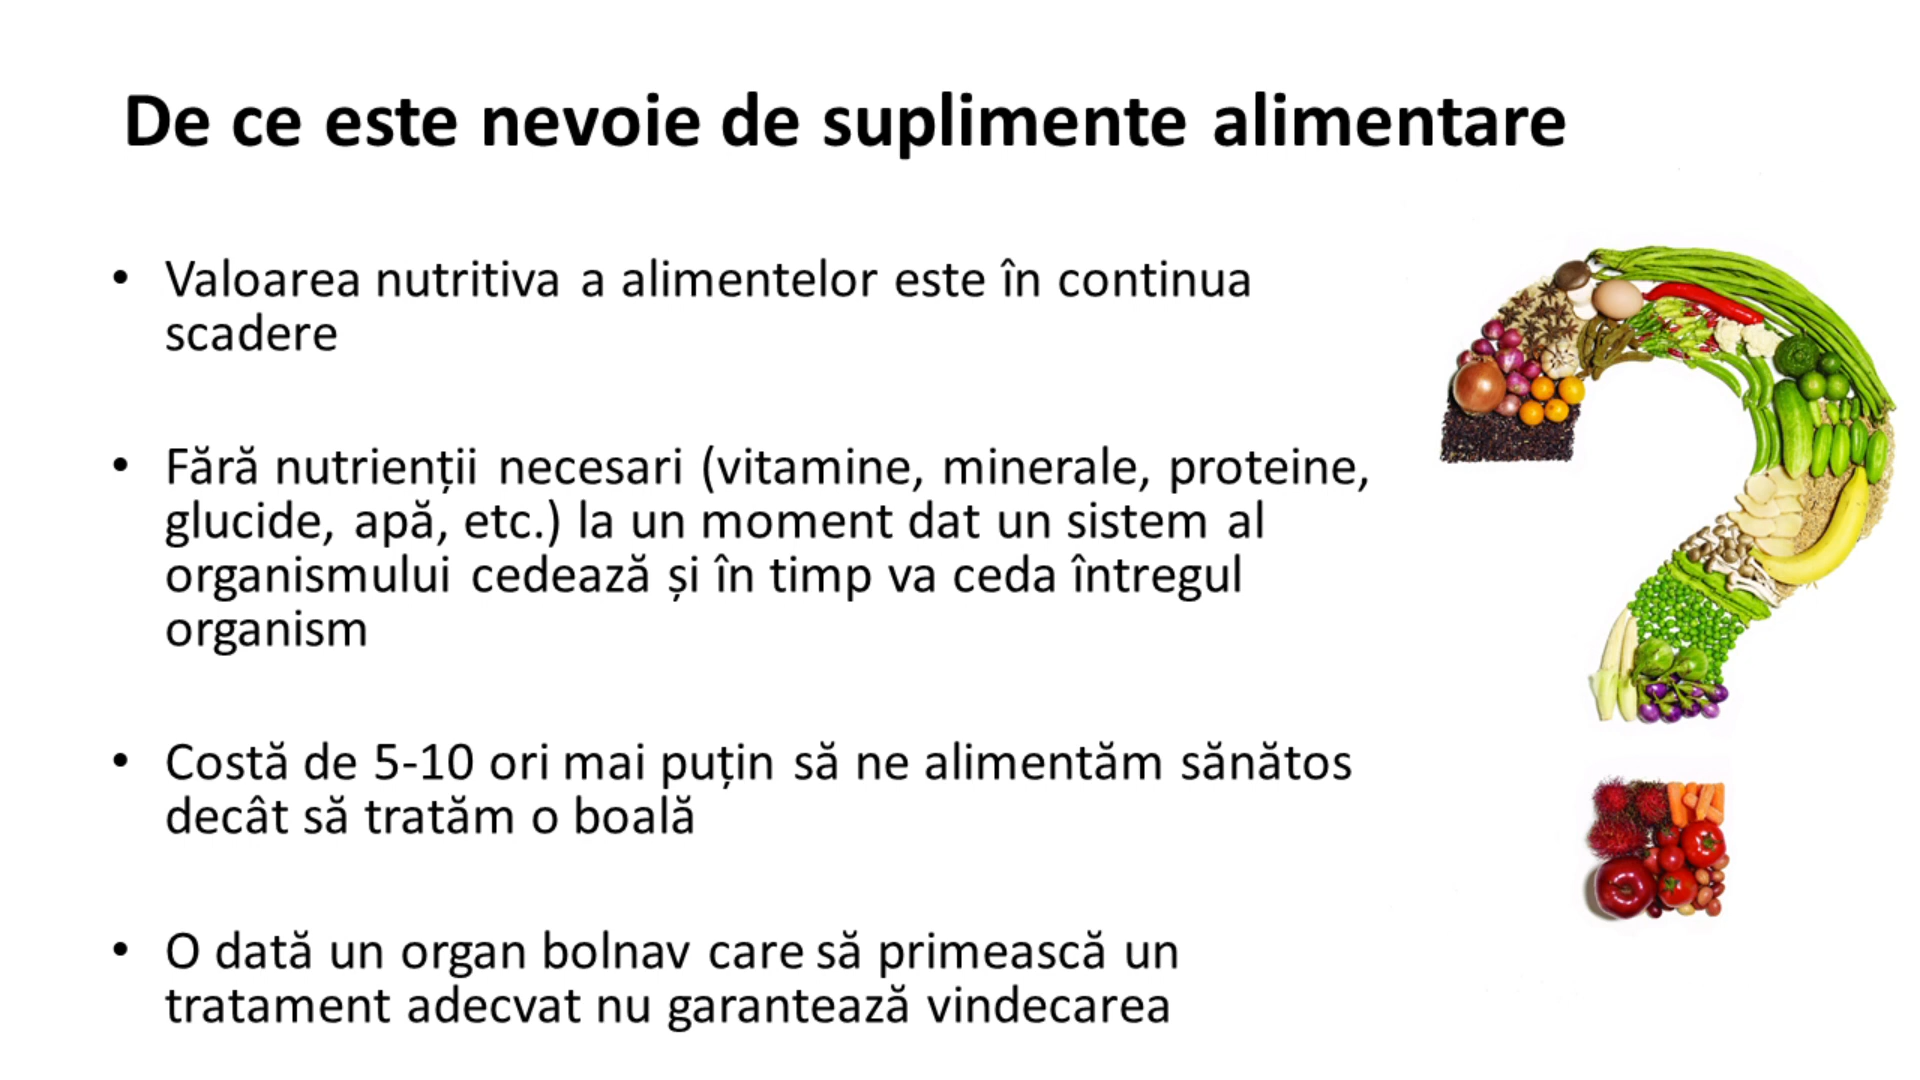 De ce este nevoie de suplimente alimentare
• Valoarea nutritiva a alimentelor este în continua
scadere
• Fără nutrienții necesari (vitamine, minerale, proteine,
glucide, apă, etc.) la un moment dat un sistem al
organismului cedează și în timp va ceda întregul
organism
• Costă de 5-10 ori mai puțin să ne alimentăm sănătos
decât să tratăm o boală
• O dată un organ bolnav care să primească un
tratament adecvat nu garantează vindecarea